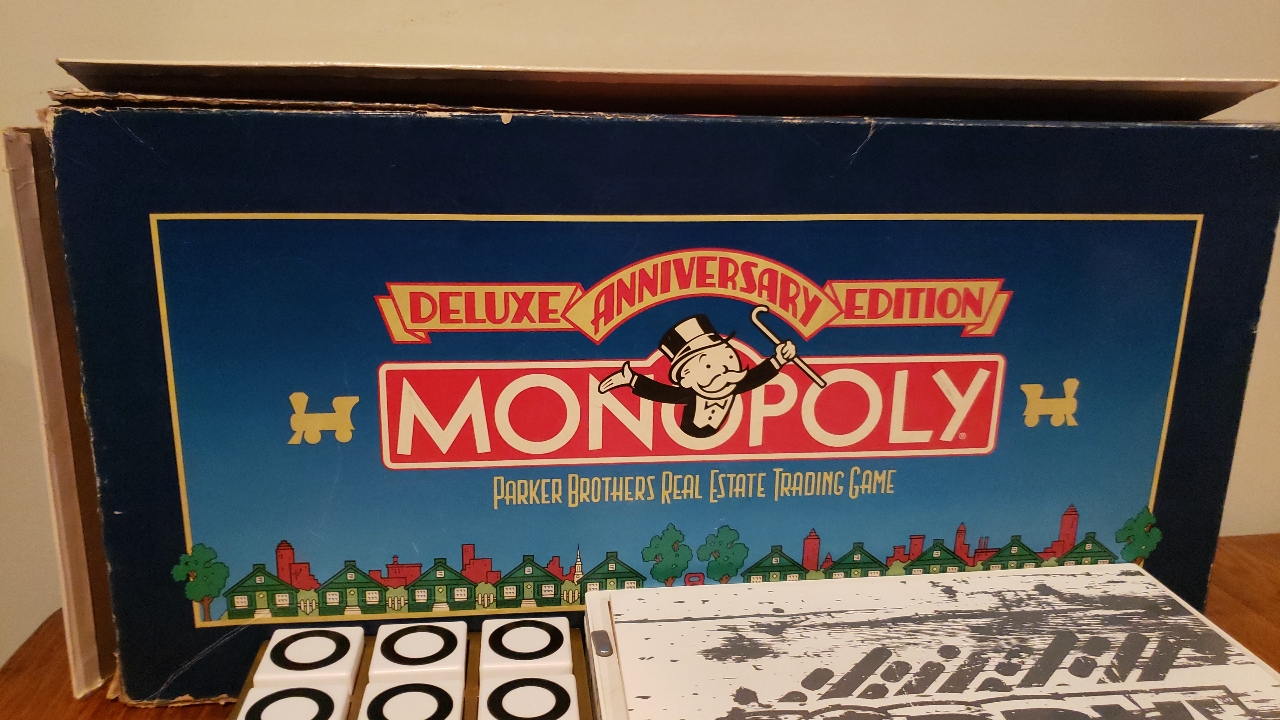 DELUXE ANNIVERSARY EDITION
MONOPOLY®
PARKER BROTHERS REAL ESTATE TRADING GAME